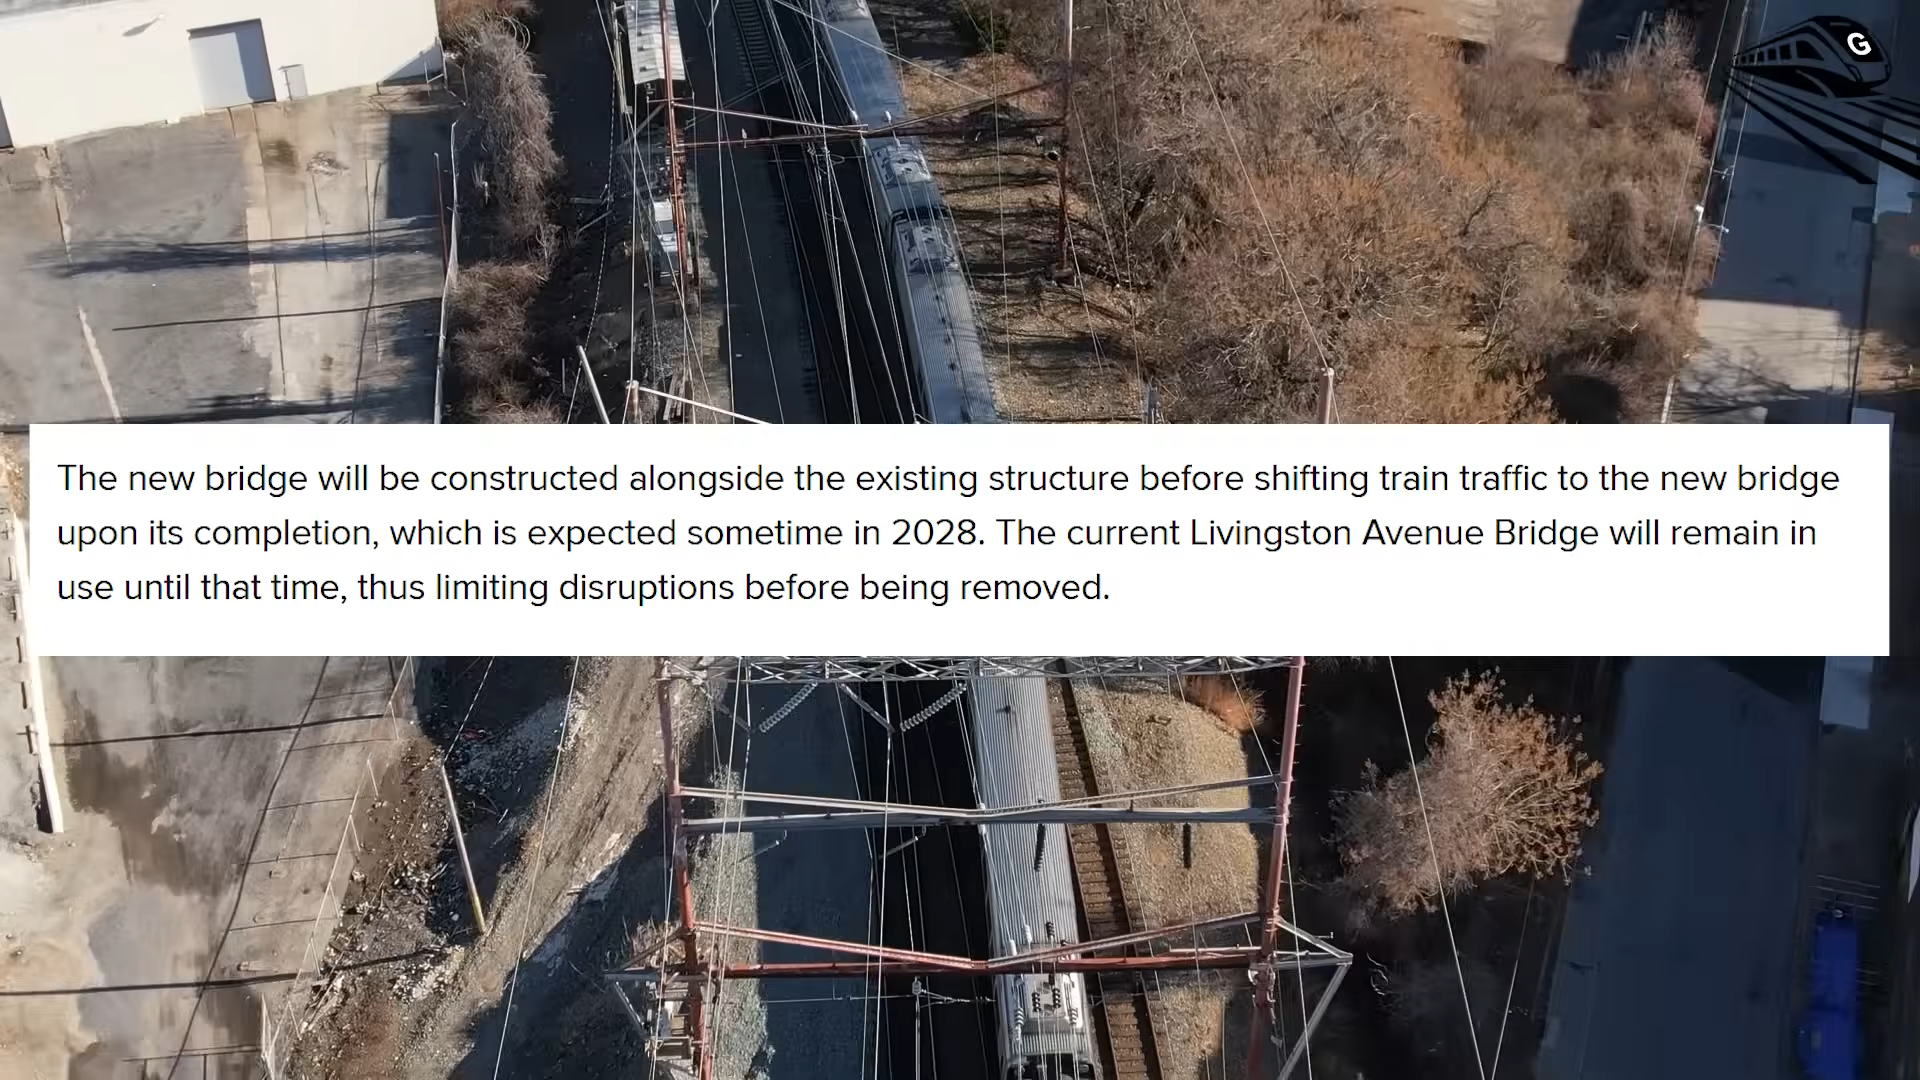 G
The new bridge will be constructed alongside the existing structure before shifting train traffic to the new bridge
upon its completion, which is expected sometime in 2028. The current Livingston Avenue Bridge will remain in
use until that time, thus limiting disruptions before being removed.